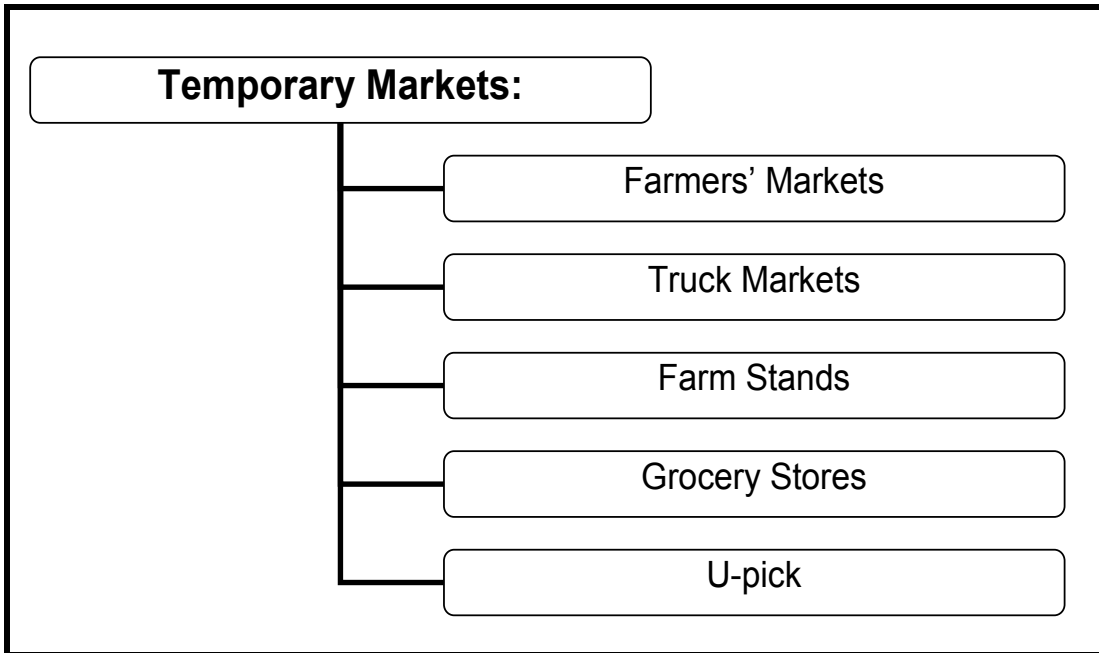 Temporary Markets:
Farmers’ Markets
Truck Markets
Farm Stands
Grocery Stores
U-pick